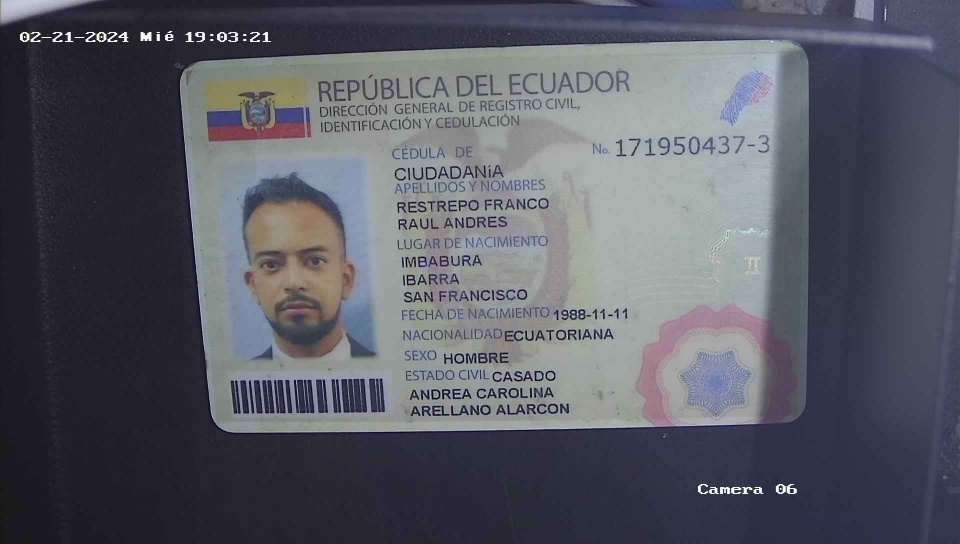 02-21-2024 Mié 19:03:21
REPÚBLICA DEL ECUADOR
DIRECCIÓN GENERAL DE REGISTRO CIVIL,
IDENTIFICACIÓN Y CEDULACIÓN
CÉDULA DE No. 171950437-3
CIUDADANíA
APELLIDOS Y NOMBRES
RESTREPO FRANCO
RAUL ANDRES
LUGAR DE NACIMIENTO
IMBABURA
IBARRA
SAN FRANCISCO
FECHA DE NACIMIENTO 1988-11-11
NACIONALIDAD ECUATORIANA
SEXO HOMBRE
ESTADO CIVIL CASADO
ANDREA CAROLINA
ARELLANO ALARCON
Camera 06